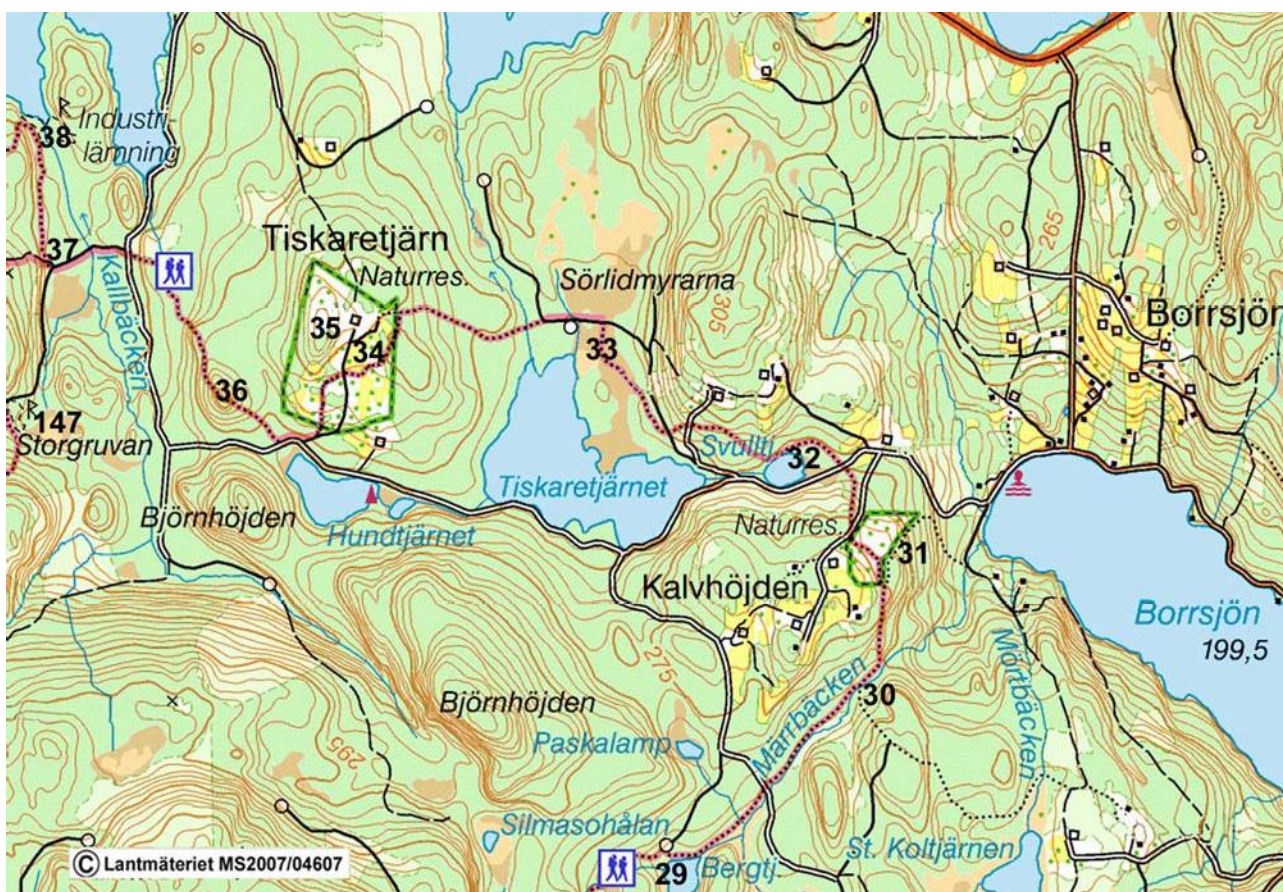 38
Industri-
lämning
37
Kallbäcken
Tiskaretjärn
Naturres.
35
34
36
147
Storgruvan
Björnhöjden
Hundtjärnet
Sörlidmyrarna
33
305
265
Borrsjön
Svulltj.
32
Tiskaretjärnet
Naturres.
31
Kalvhöjden
Borrsjön
199,5
Mörtbäcken
275
30
Björnhöjden
Marrbäcken
Paskalamp
295
Silmasohålan
29
Bergtj.
St. Koltjärnen
© Lantmäteriet MS2007/04607